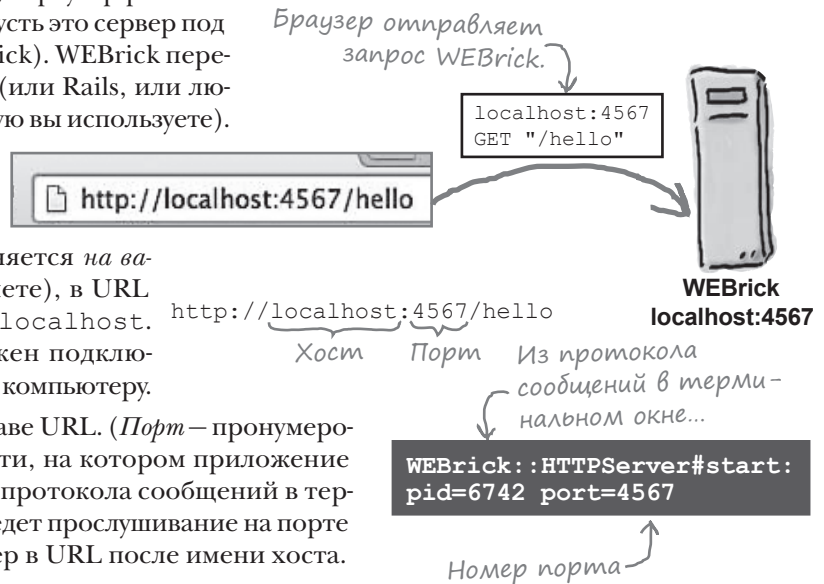 усть это сервер под
ick). WEBrick пере-
(или Rails, или лю-
ую вы используете).
Браузер отправляет
запрос WEBrick.
localhost:4567
GET "/hello"
http://localhost:4567/hello
WEBrick
localhost:4567
ляется на ва-
ете), в URL
localhost.
жен подклю-
компьютеру.
http://localhost:4567/hello
Хост Порт
Из протокола
сообщений в терми-
нальном окне...
аве URL. (Порт — пронумеро-
ти, на котором приложение
протокола сообщений в тер-
едет прослушивание на порте
ер в URL после имени хоста.
WEBrick::HTTPServer#start:
pid=6742 port=4567
Номер порта